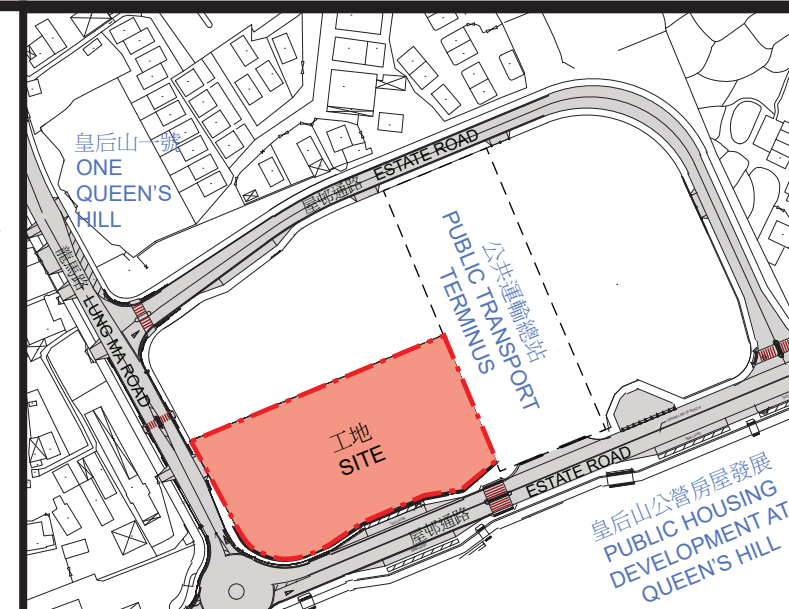 皇后山一號
ONE
QUEEN'S
HILL
屋邨通路 ESTATE ROAD
龍馬路 LUNG MA ROAD
公共運輸總站
PUBLIC TRANSPORT
TERMINUS
工地
SITE
屋邨通路 ESTATE ROAD
皇后山公營房屋發展
PUBLIC HOUSING
DEVELOPMENT AT
QUEEN'S HILL